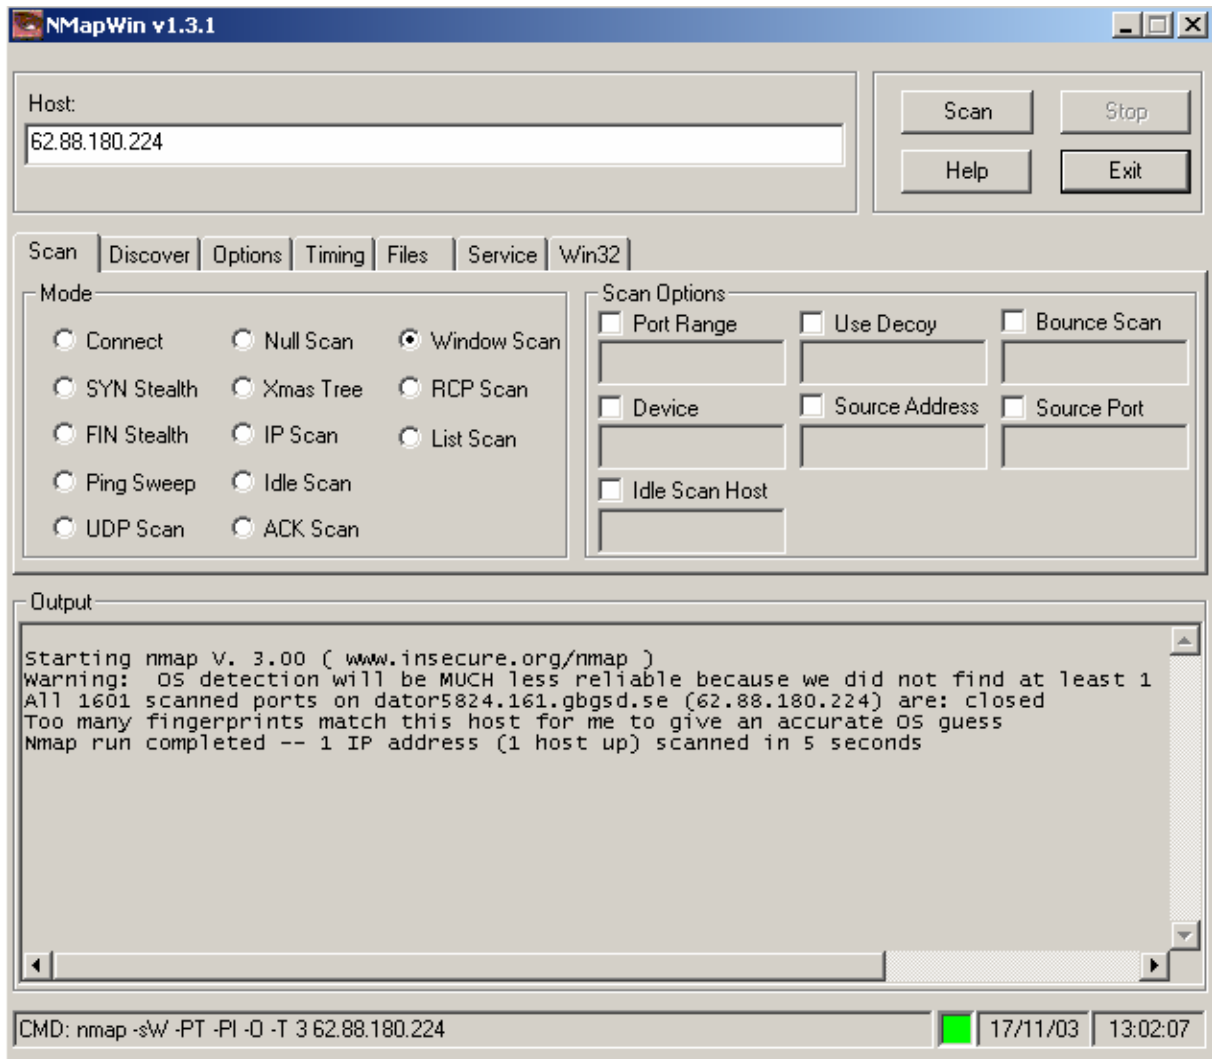 NMapWin v1.3.1
Host:
62.88.180.224
Scan
Stop
Help
Exit
Scan
Discover
Options
Timing
Files
Service
Win32
Mode
Connect
Null Scan
Window Scan
SYN Stealth
Xmas Tree
RCP Scan
FIN Stealth
IP Scan
List Scan
Ping Sweep
Idle Scan
UDP Scan
ACK Scan
Scan Options
Port Range
Use Decoy
Bounce Scan
Device
Source Address
Source Port
Idle Scan Host
Output
Starting nmap V. 3.00 ( www.insecure.org/nmap )
Warning:  OS detection will be MUCH less reliable because we did not find at least 1
All 1601 scanned ports on dator5824.161.gbgsd.se (62.88.180.224) are: closed
Too many fingerprints match this host for me to give an accurate OS guess
Nmap run completed -- 1 IP address (1 host up) scanned in 5 seconds
CMD: nmap -sW -PT -PI -O -T 3 62.88.180.224
17/11/03
13:02:07